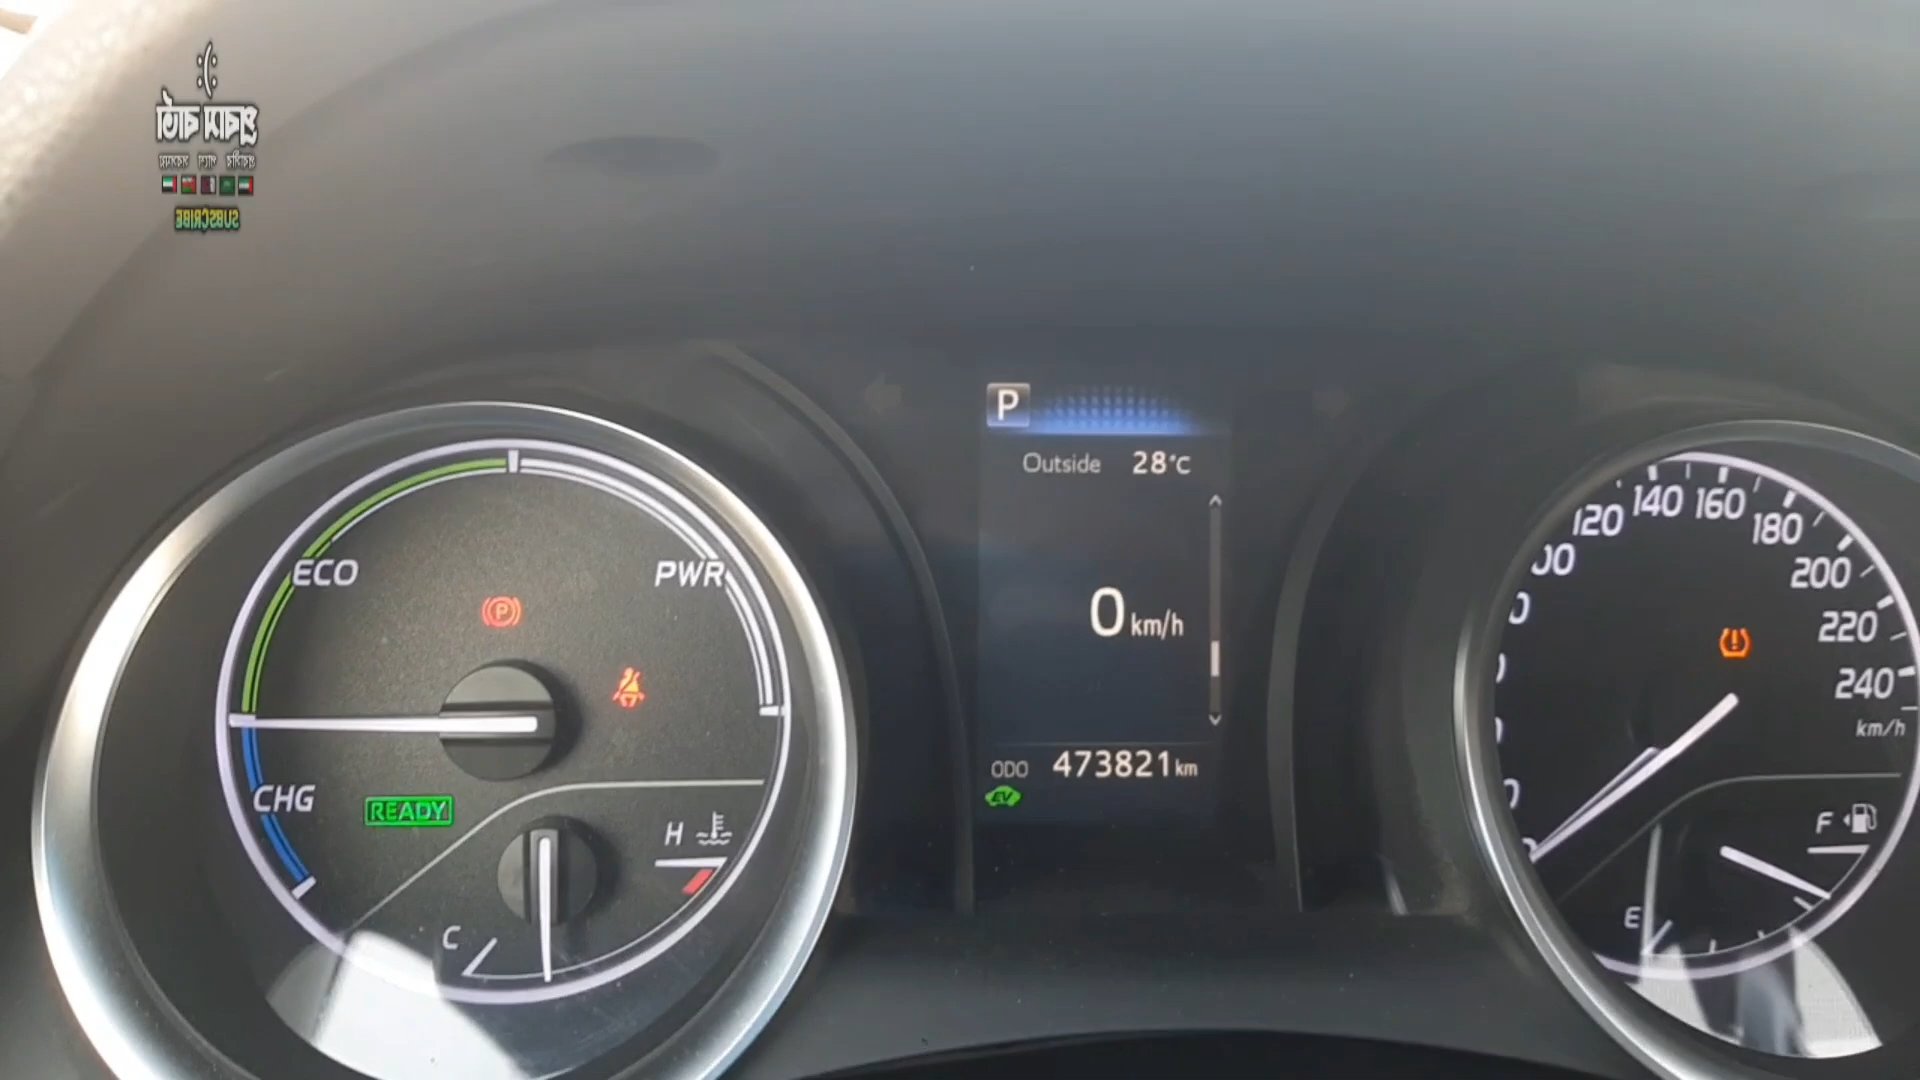 SUBSCRIBE
P
Outside 28°C
ECO
PWR
0 km/h
CHG
READY
H
C
ODO 473821 km
EV
120
140
160
180
200
220
240
km/h
F
E